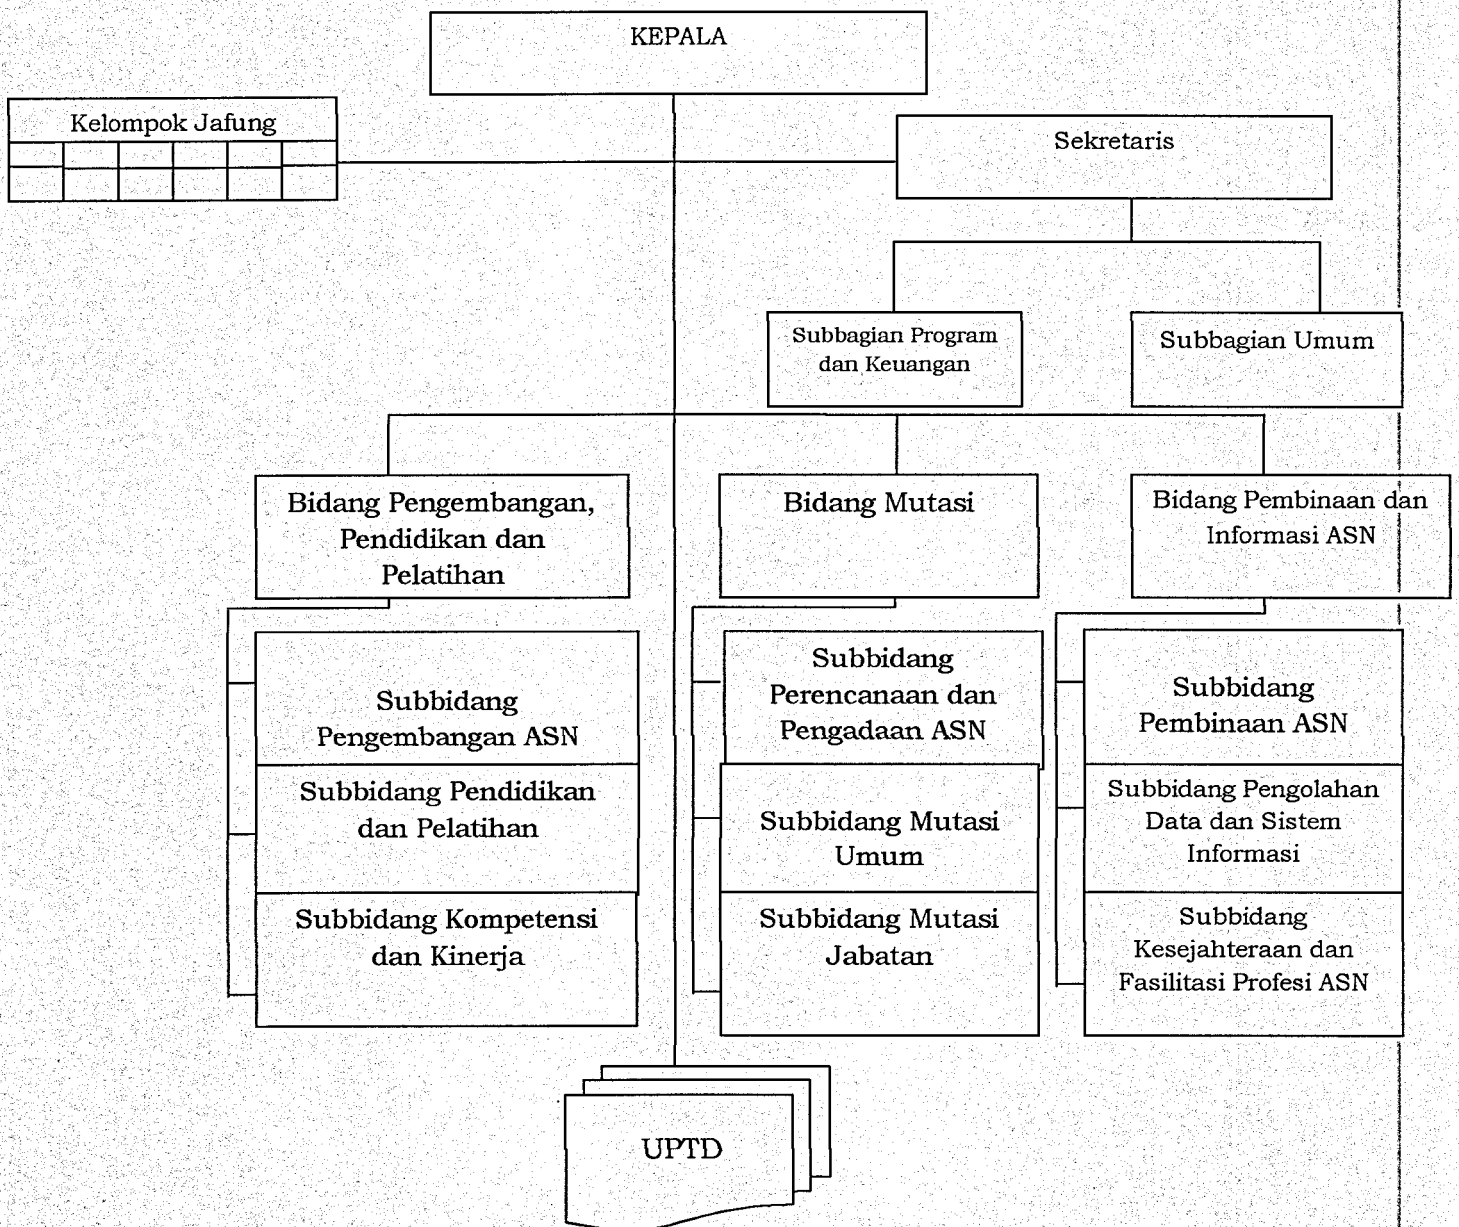 KEPALA
Kelompok Jafung
Sekretaris
Subbagian Program
dan Keuangan
Subbagian Umum
Bidang Pengembangan,
Pendidikan dan
Pelatihan
Bidang Mutasi
Bidang Pembinaan dan
Informasi ASN
Subbidang
Pengembangan ASN
Subbidang Pendidikan
dan Pelatihan
Subbidang Kompetensi
dan Kinerja
Subbidang
Perencanaan dan
Pengadaan ASN
Subbidang Mutasi
Umum
Subbidang Mutasi
Jabatan
Subbidang
Pembinaan ASN
Subbidang Pengolahan
Data dan Sistem
Informasi
Subbidang
Kesejahteraan dan
Fasilitasi Profesi ASN
UPTD